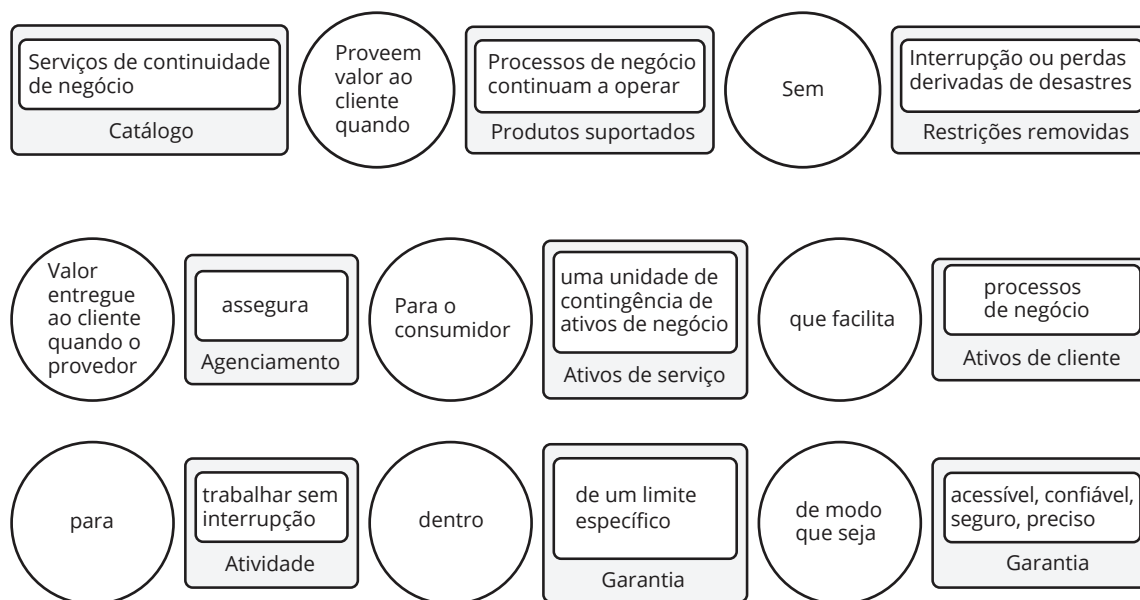 Serviços de continuidade
de negócio
Catálogo
Proveem
valor ao
cliente
quando
Processos de negócio
continuam a operar
Produtos suportados
Sem
Interrupção ou perdas
derivadas de desastres
Restrições removidas
Valor
entregue
ao cliente
quando o
provedor
assegura
Agenciamento
Para o
consumidor
uma unidade de
contingência de
ativos de negócio
Ativos de serviço
que facilita
processos
de negócio
Ativos de cliente
para
trabalhar sem
interrupção
Atividade
dentro
de um limite
específico
Garantia
de modo
que seja
acessível, confiável,
seguro, preciso
Garantia